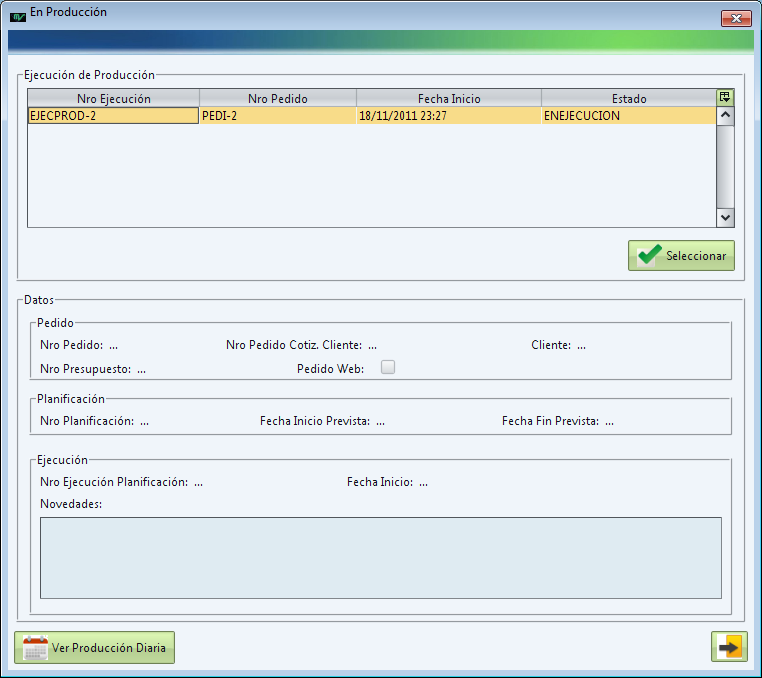 En Producción
Ejecución de Producción
Nro Ejecución Nro Pedido Fecha Inicio Estado
EJECPROD-2 PEDI-2 18/11/2011 23:27 ENEJECUCION
Seleccionar
Datos
Pedido
Nro Pedido: ... Nro Pedido Cotiz. Cliente: ... Cliente: ...
Nro Presupuesto: ... Pedido Web:
Planificación
Nro Planificación: ... Fecha Inicio Prevista: ... Fecha Fin Prevista: ...
Ejecución
Nro Ejecución Planificación: ... Fecha Inicio: ...
Novedades:
Ver Producción Diaria